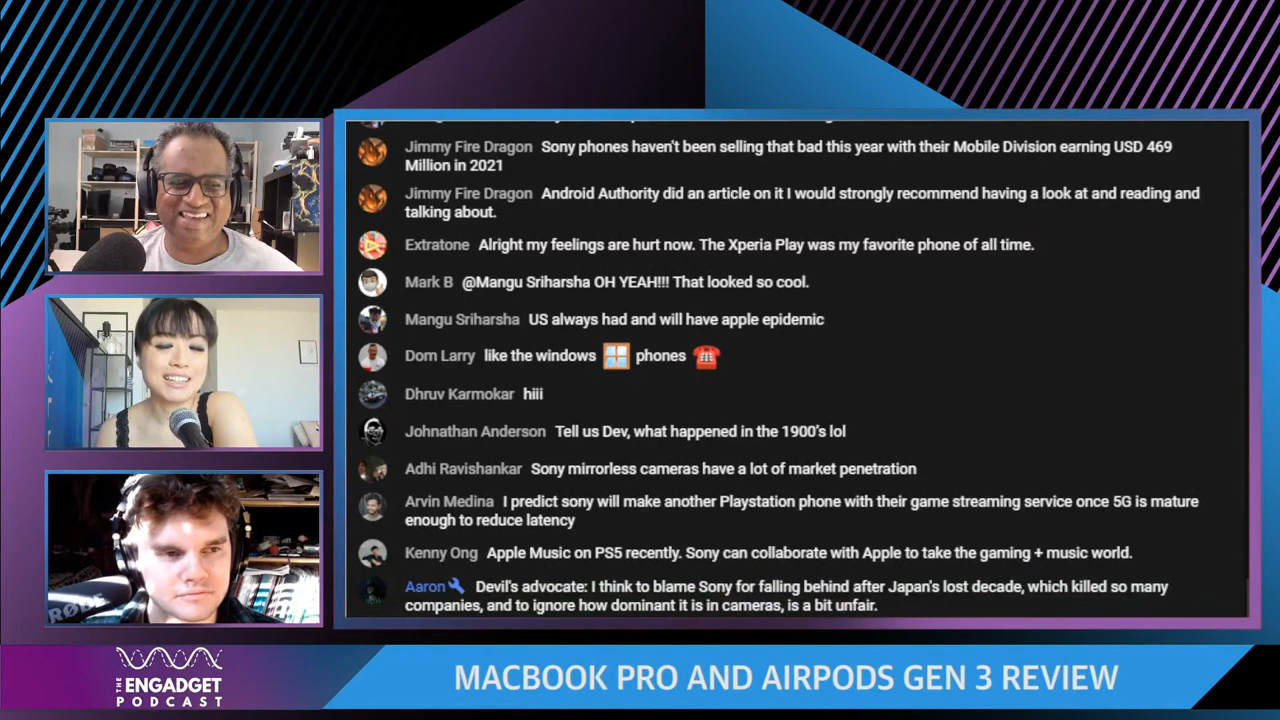 Jimmy Fire Dragon Sony phones haven't been selling that bad this year with their Mobile Division earning USD 469
Million in 2021
Jimmy Fire Dragon Android Authority did an article on it I would strongly recommend having a look at and reading and
talking about.
Extratone Alright my feelings are hurt now. The Xperia Play was my favorite phone of all time.
Mark B @Mangu Sriharsha OH YEAH!!! That looked so cool.
Mangu Sriharsha US always had and will have apple epidemic
Dom Larry like the windows 🪟 phones ☎️
Dhruv Karmokar hiii
Johnathan Anderson Tell us Dev, what happened in the 1900's lol
Adhi Ravishankar Sony mirrorless cameras have a lot of market penetration
Arvin Medina I predict sony will make another Playstation phone with their game streaming service once 5G is mature
enough to reduce latency
Kenny Ong Apple Music on PS5 recently. Sony can collaborate with Apple to take the gaming + music world.
Aaron Devil's advocate: I think to blame Sony for falling behind after Japan's lost decade, which killed so many
companies, and to ignore how dominant it is in cameras, is a bit unfair.
RØDE
THE ENGADGET
PODCAST
MACBOOK PRO AND AIRPODS GEN 3 REVIEW